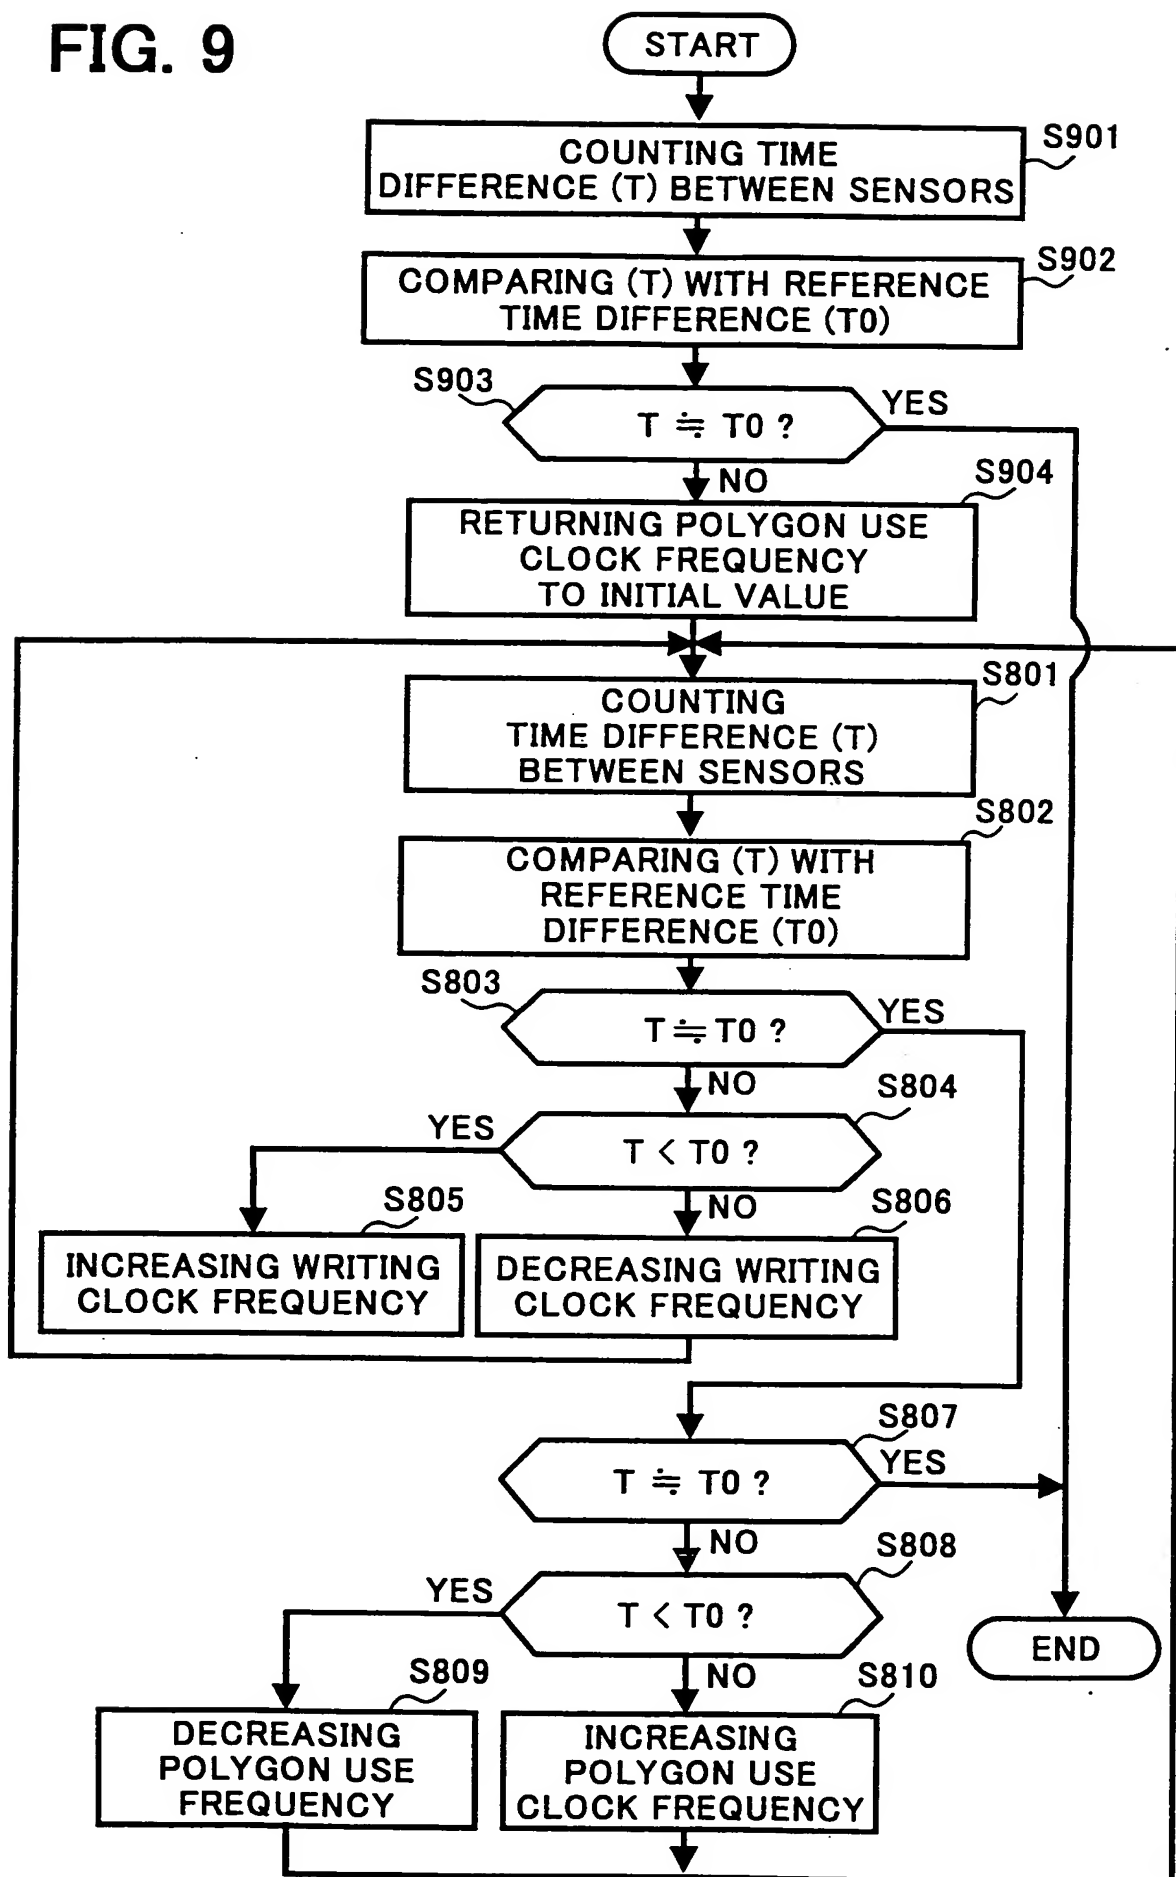 FIG. 9
START
S901
COUNTING TIME
DIFFERENCE (T) BETWEEN SENSORS
S902
COMPARING (T) WITH REFERENCE
TIME DIFFERENCE (T0)
S903
T ≒ T0 ?
YES
NO
S904
RETURNING POLYGON USE
CLOCK FREQUENCY
TO INITIAL VALUE
S801
COUNTING
TIME DIFFERENCE (T)
BETWEEN SENSORS
S802
COMPARING (T) WITH
REFERENCE TIME
DIFFERENCE (T0)
S803
T ≒ T0 ?
YES
NO
S804
YES
T < T0 ?
NO
S805
INCREASING WRITING
CLOCK FREQUENCY
S806
DECREASING WRITING
CLOCK FREQUENCY
S807
T ≒ T0 ?
YES
NO
S808
YES
T < T0 ?
NO
END
S809
DECREASING
POLYGON USE
FREQUENCY
S810
INCREASING
POLYGON USE
CLOCK FREQUENCY